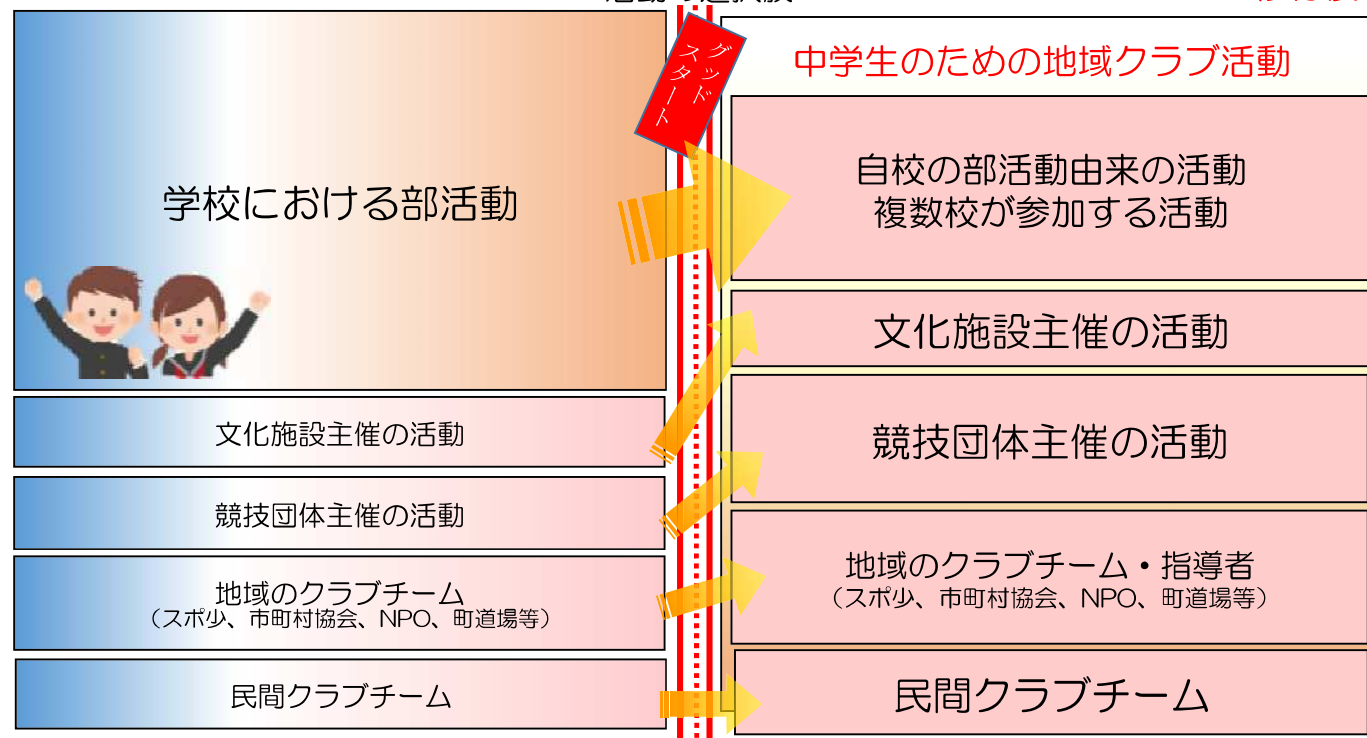 グッド
スタート
学校における部活動
文化施設主催の活動
競技団体主催の活動
地域のクラブチーム
（スポ少、市町村協会、NPO、町道場等）
民間クラブチーム
中学生のための地域クラブ活動
自校の部活動由来の活動
複数校が参加する活動
文化施設主催の活動
競技団体主催の活動
地域のクラブチーム・指導者
（スポ少、市町村協会、NPO、町道場等）
民間クラブチーム